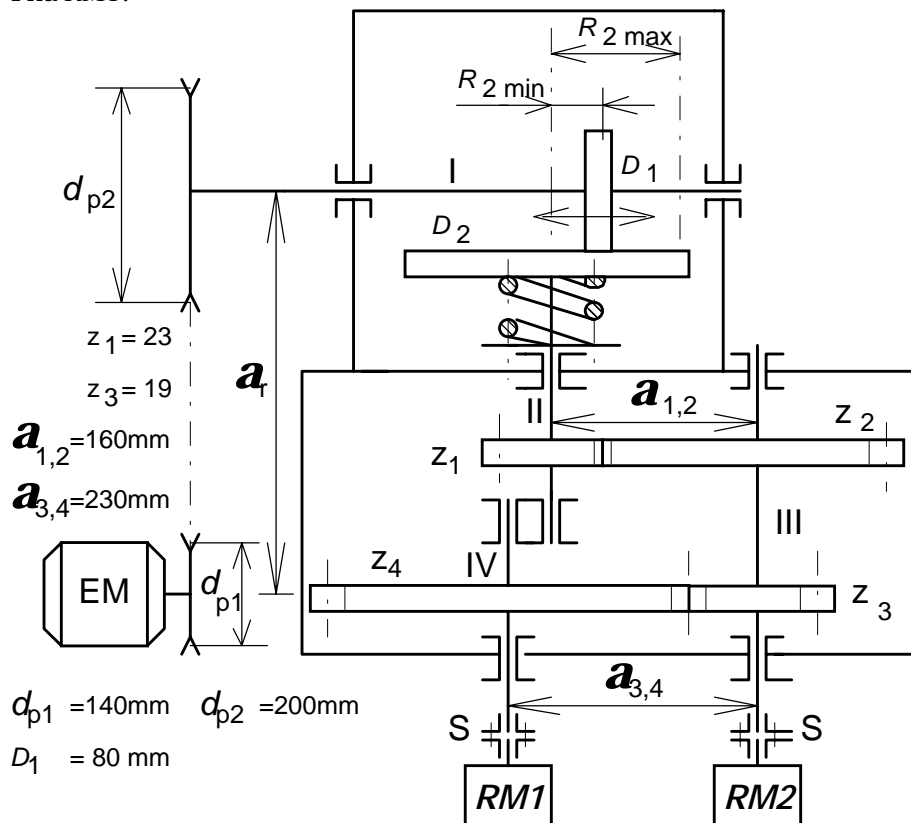 R 2 max
R 2 min
d p2
I
D 1
D 2
z 1 = 23
z 3 = 19
a r
a 1,2
II
z 2
a 1,2 =160mm
z 1
a 3,4 =230mm
III
z 4
IV
EM
d p1
z 3
a 3,4
d p1 =140mm d p2 =200mm
S
S
D 1 = 80 mm
RM1
RM2